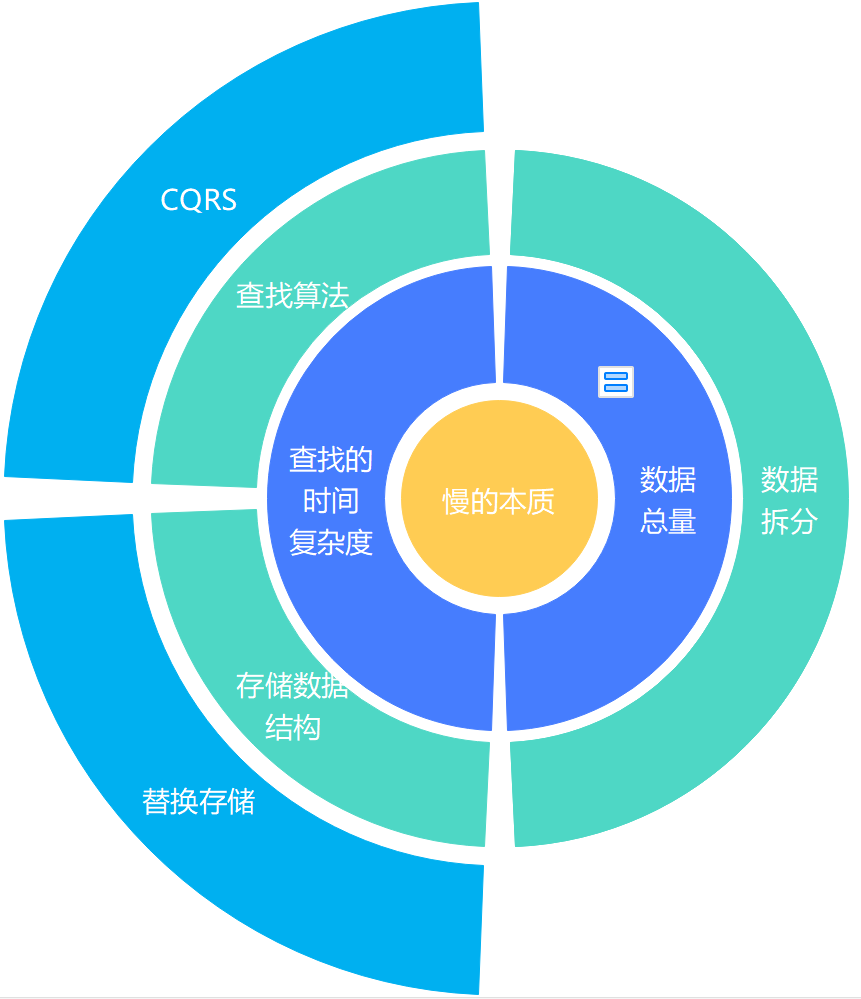 CQRS
查找算法
查找的
时间
复杂度
慢的本质
数据
总量
数据
拆分
存储数据
结构
替换存储